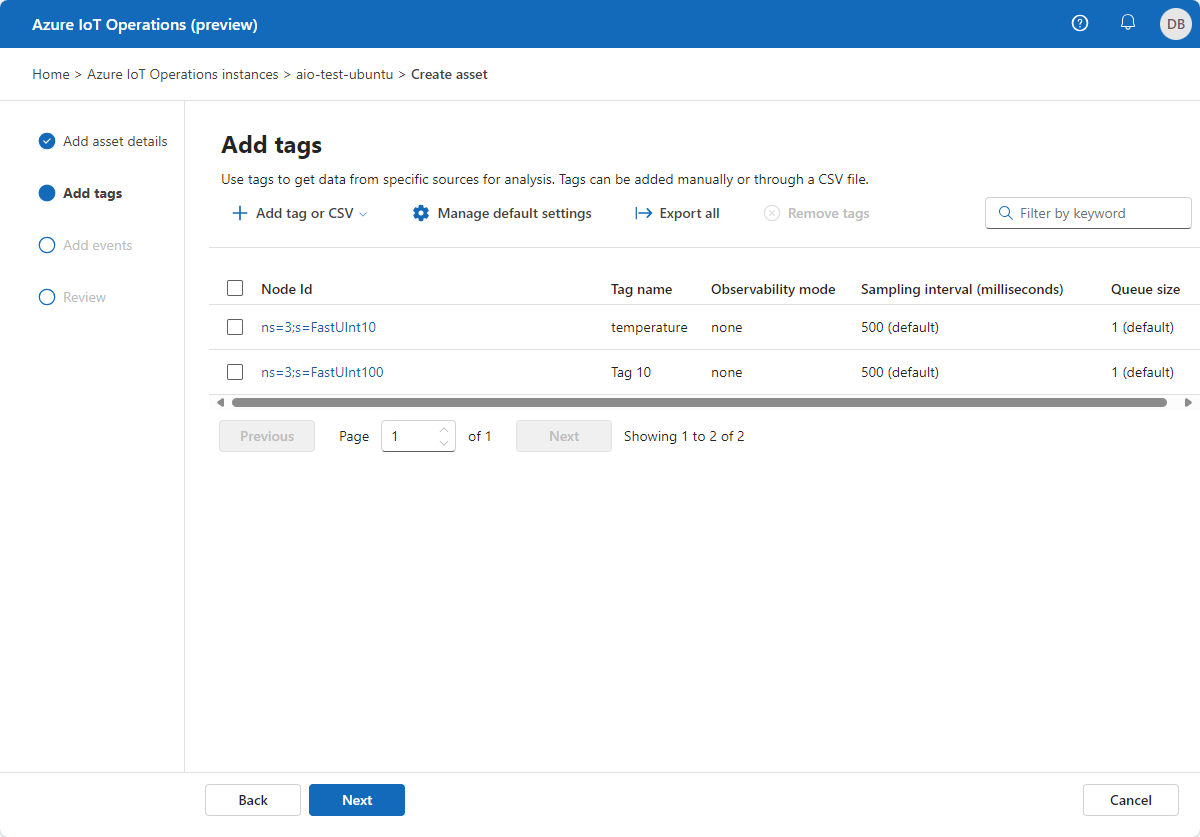 Azure IoT Operations (preview)
DB
Home > Azure IoT Operations instances > aio-test-ubuntu > Create asset
Add asset details
Add tags
Add events
Review
Add tags
Use tags to get data from specific sources for analysis. Tags can be added manually or through a CSV file.
Add tag or CSV Manage default settings Export all Remove tags Filter by keyword
Node Id Tag name Observability mode Sampling interval (milliseconds) Queue size
ns=3;s=FastUInt10 temperature none 500 (default) 1 (default)
ns=3;s=FastUInt100 Tag 10 none 500 (default) 1 (default)
Previous Page 1 of 1 Next Showing 1 to 2 of 2
Back Next Cancel